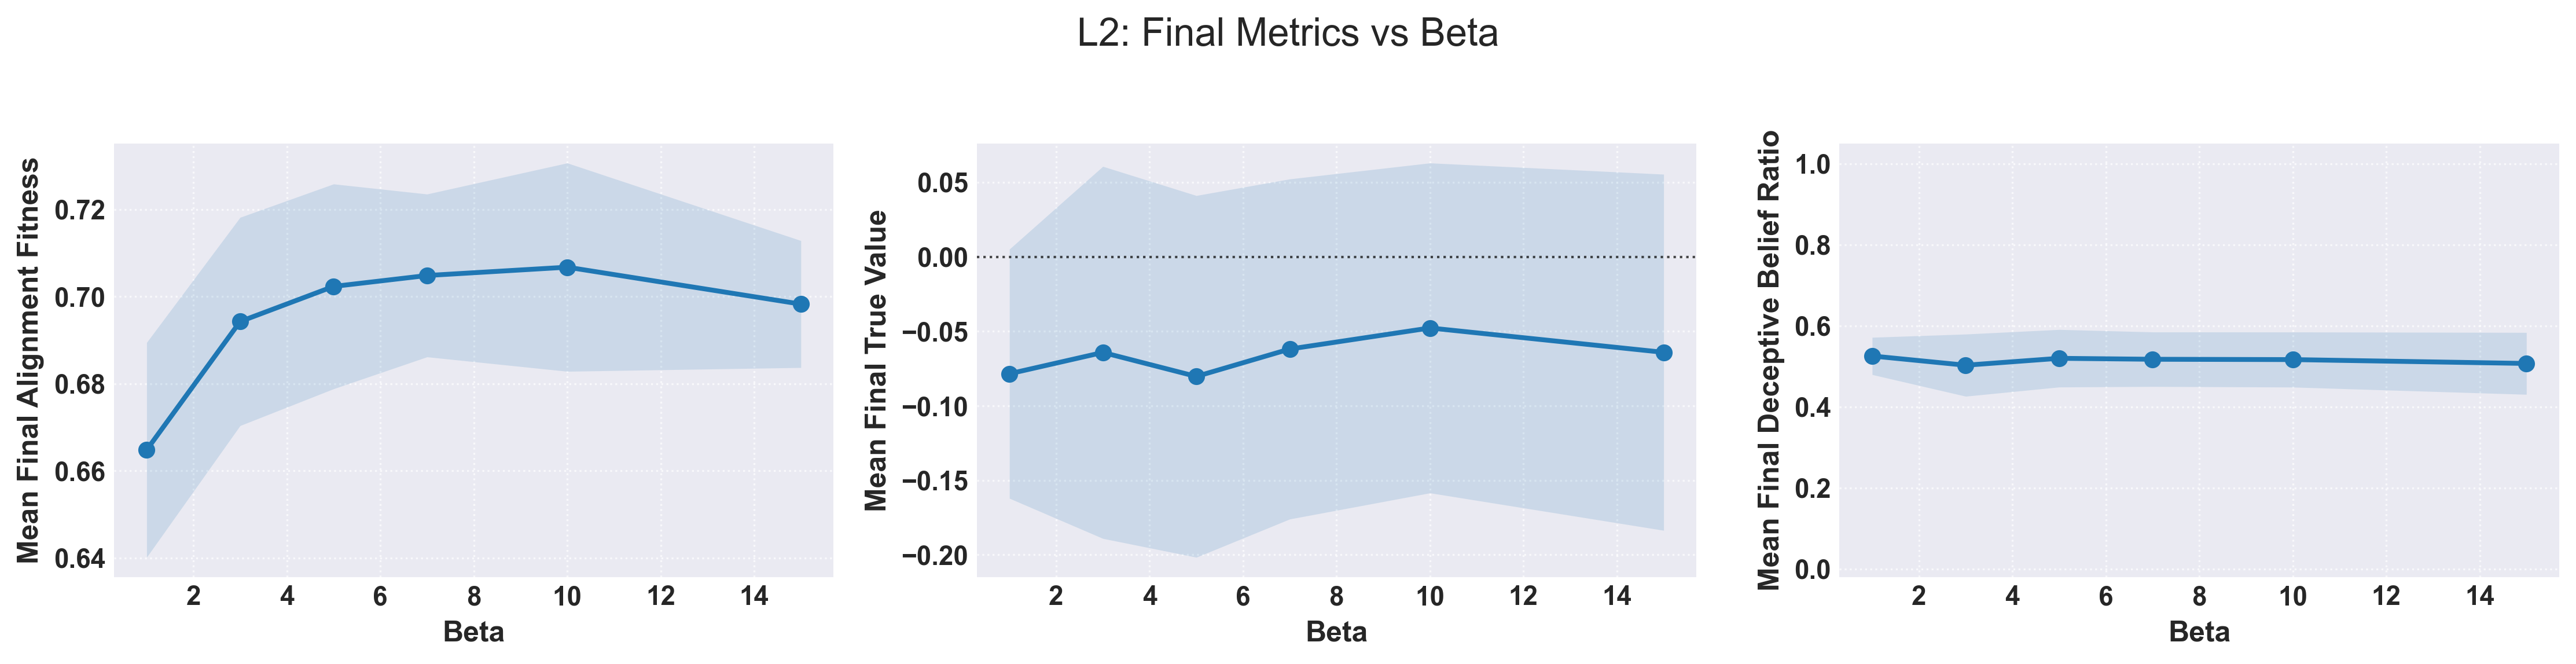 L2: Final Metrics vs Beta
Mean Final Alignment Fitness
0.72
0.70
0.68
0.66
0.64
2 4 6 8 10 12 14
Beta
Mean Final True Value
0.05
0.00
−0.05
−0.10
−0.15
−0.20
2 4 6 8 10 12 14
Beta
Mean Final Deceptive Belief Ratio
1.0
0.8
0.6
0.4
0.2
0.0
2 4 6 8 10 12 14
Beta